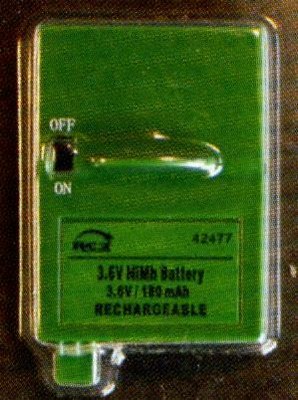 OFF
ON
42477
3.6V NiMh Battery
3.6V / 180 mAh
RECHARGEABLE